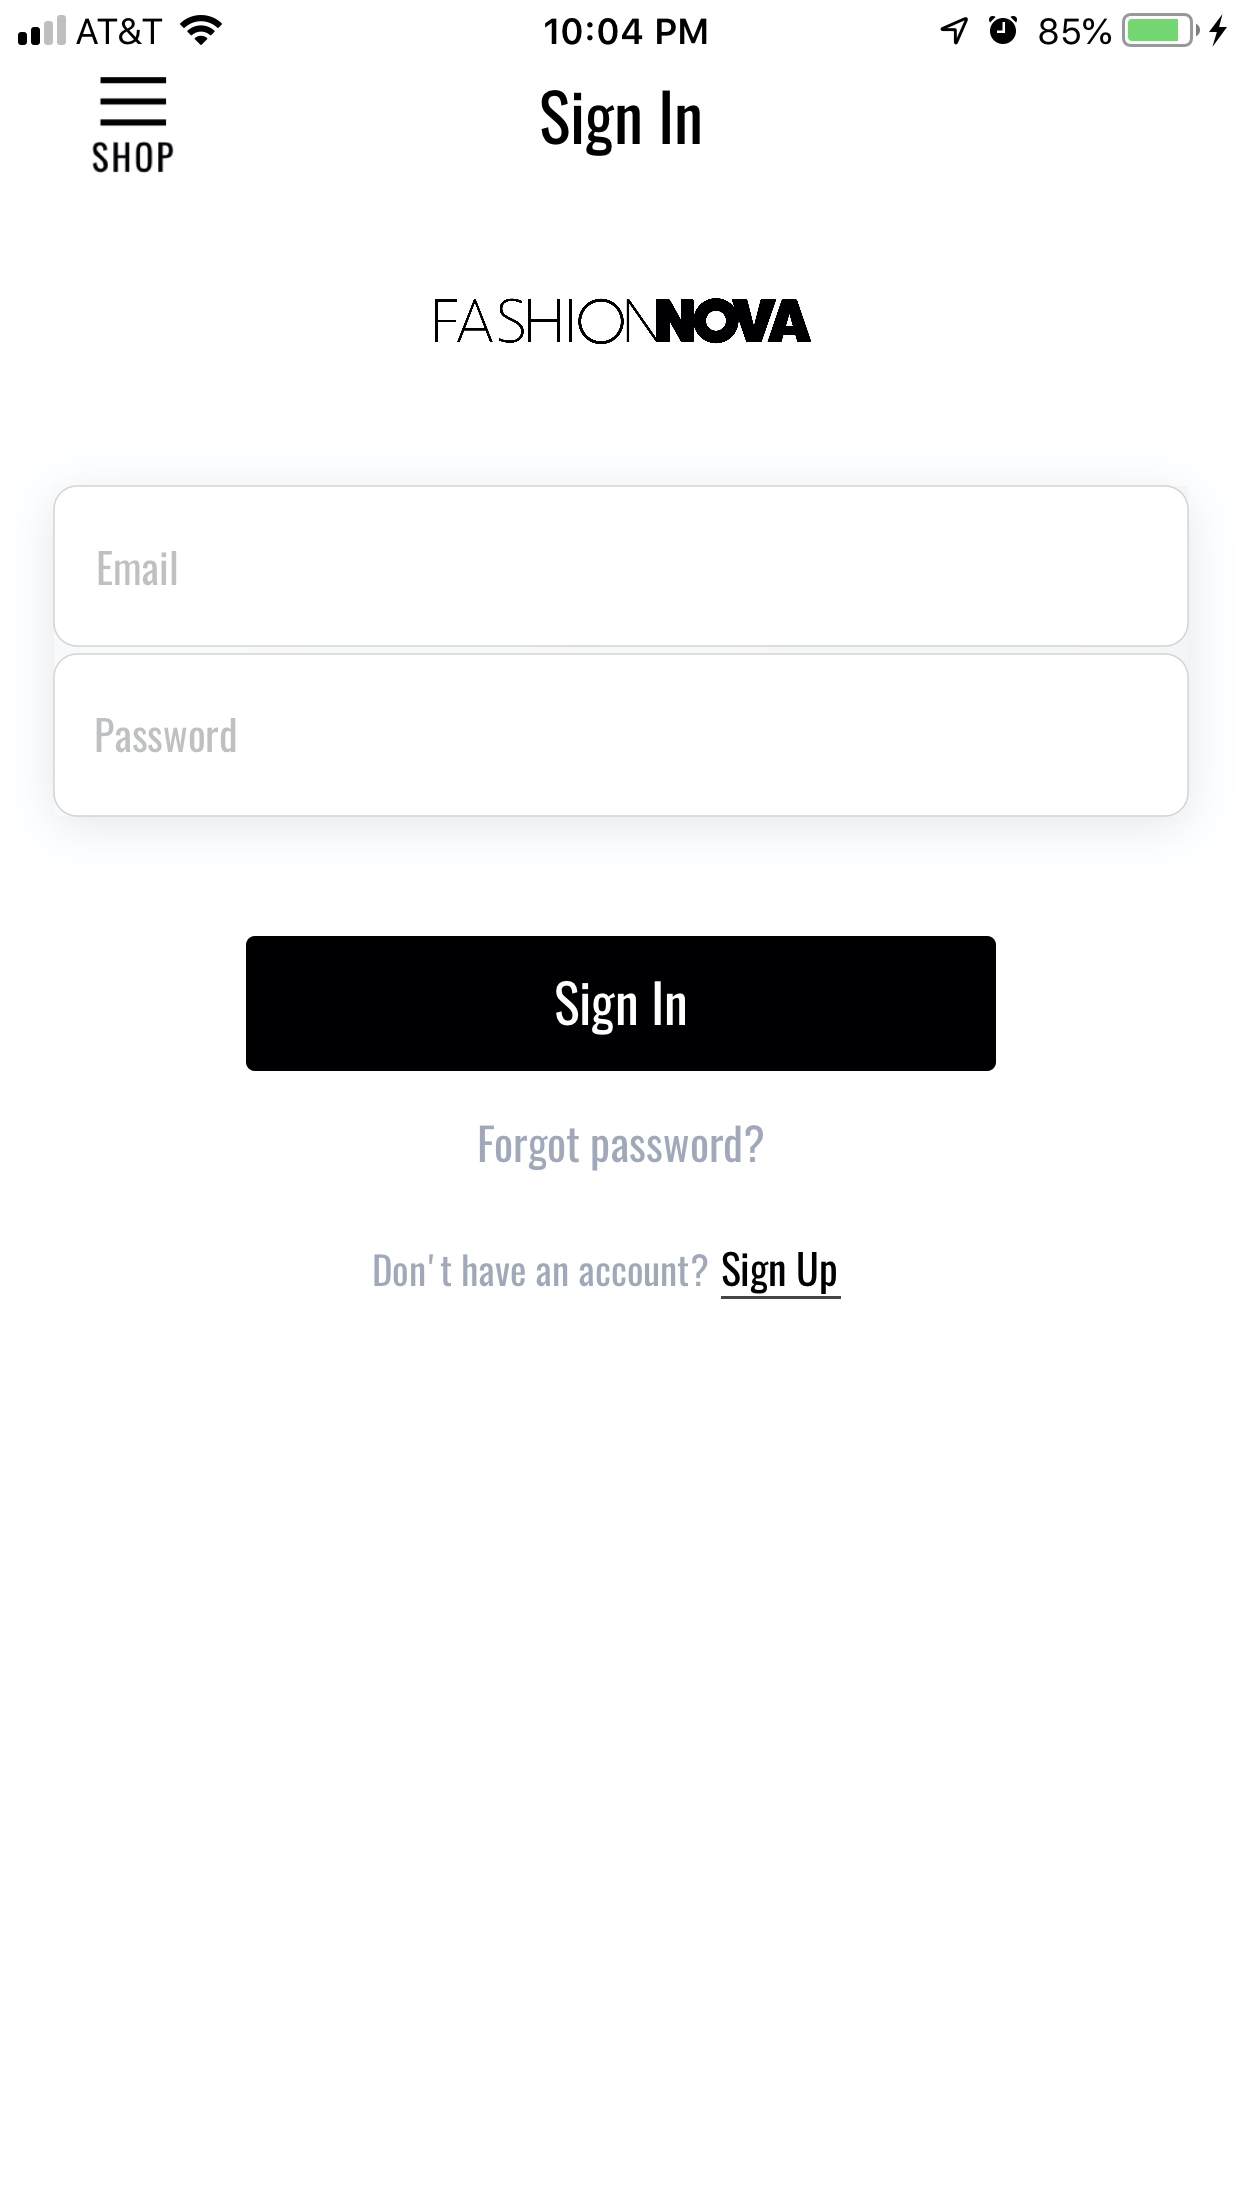 AT&T 10:04 PM 85%
SHOP
Sign In
FASHIONNOVA
Email
Password
Sign In
Forgot password?
Don't have an account? Sign Up